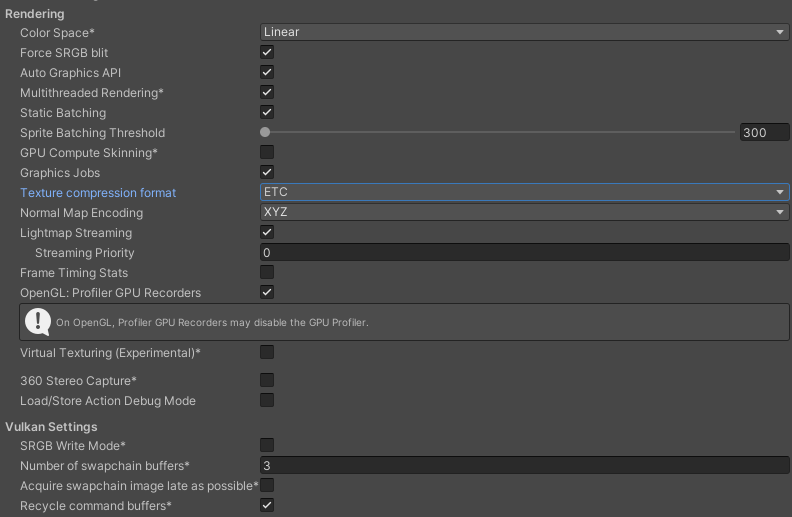 Rendering
Color Space* Linear
Force SRGB blit
Auto Graphics API
Multithreaded Rendering*
Static Batching
Sprite Batching Threshold 300
GPU Compute Skinning*
Graphics Jobs
Texture compression format ETC
Normal Map Encoding XYZ
Lightmap Streaming
Streaming Priority 0
Frame Timing Stats
OpenGL: Profiler GPU Recorders
On OpenGL, Profiler GPU Recorders may disable the GPU Profiler.
Virtual Texturing (Experimental)*
360 Stereo Capture*
Load/Store Action Debug Mode
Vulkan Settings
SRGB Write Mode*
Number of swapchain buffers* 3
Acquire swapchain image late as possible*
Recycle command buffers*